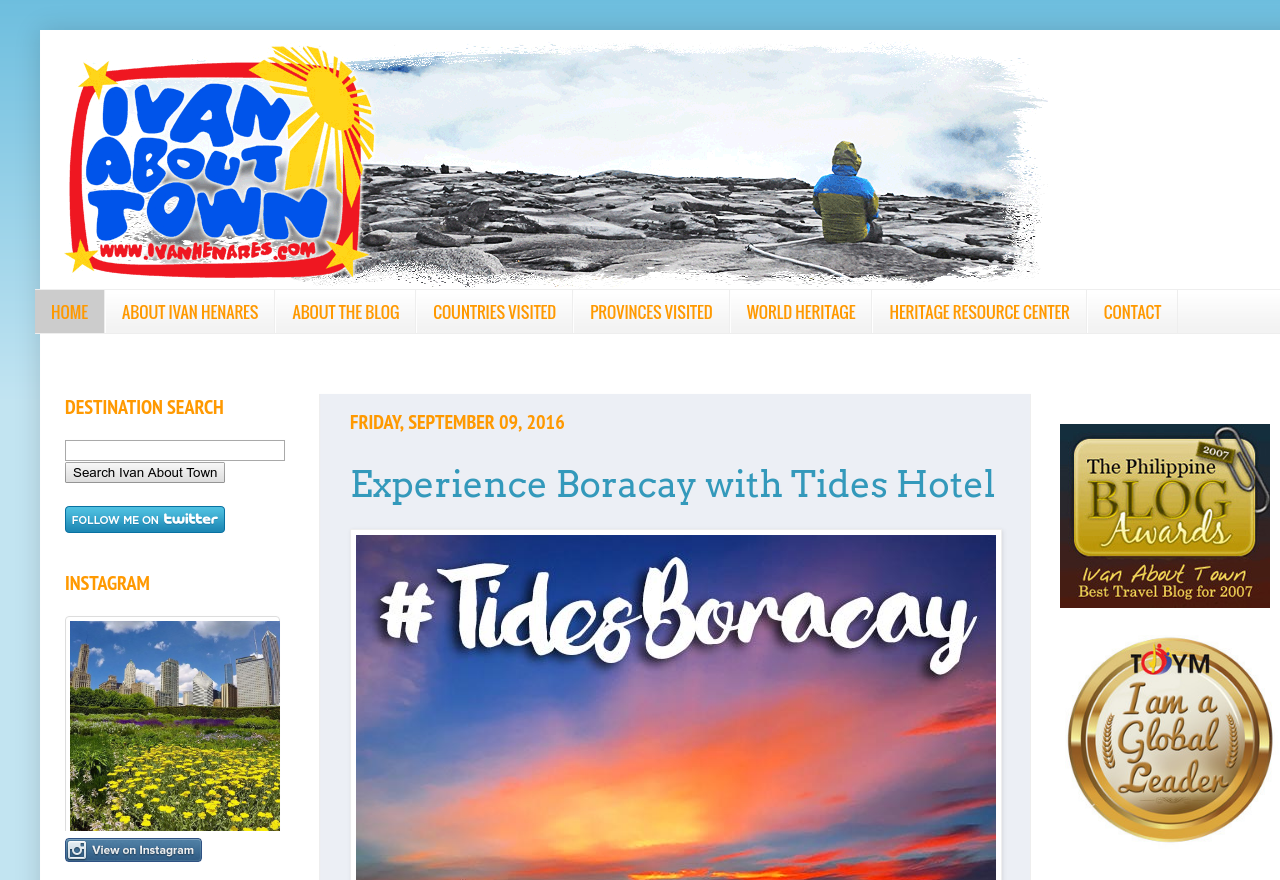 IVAN
ABOUT
TOWN
WWW.IVANHENARES.COM
HOME
ABOUT IVAN HENARES
ABOUT THE BLOG
COUNTRIES VISITED
PROVINCES VISITED
WORLD HERITAGE
HERITAGE RESOURCE CENTER
CONTACT
DESTINATION SEARCH
Search Ivan About Town
FOLLOW ME ON twitter
INSTAGRAM
View on Instagram
FRIDAY, SEPTEMBER 09, 2016
Experience Boracay with Tides Hotel
#TidesBoracay
2007
The Philippine
BLOG
Awards
Ivan About Town
Best Travel Blog for 2007
TOYM
I am a
Global
Leader